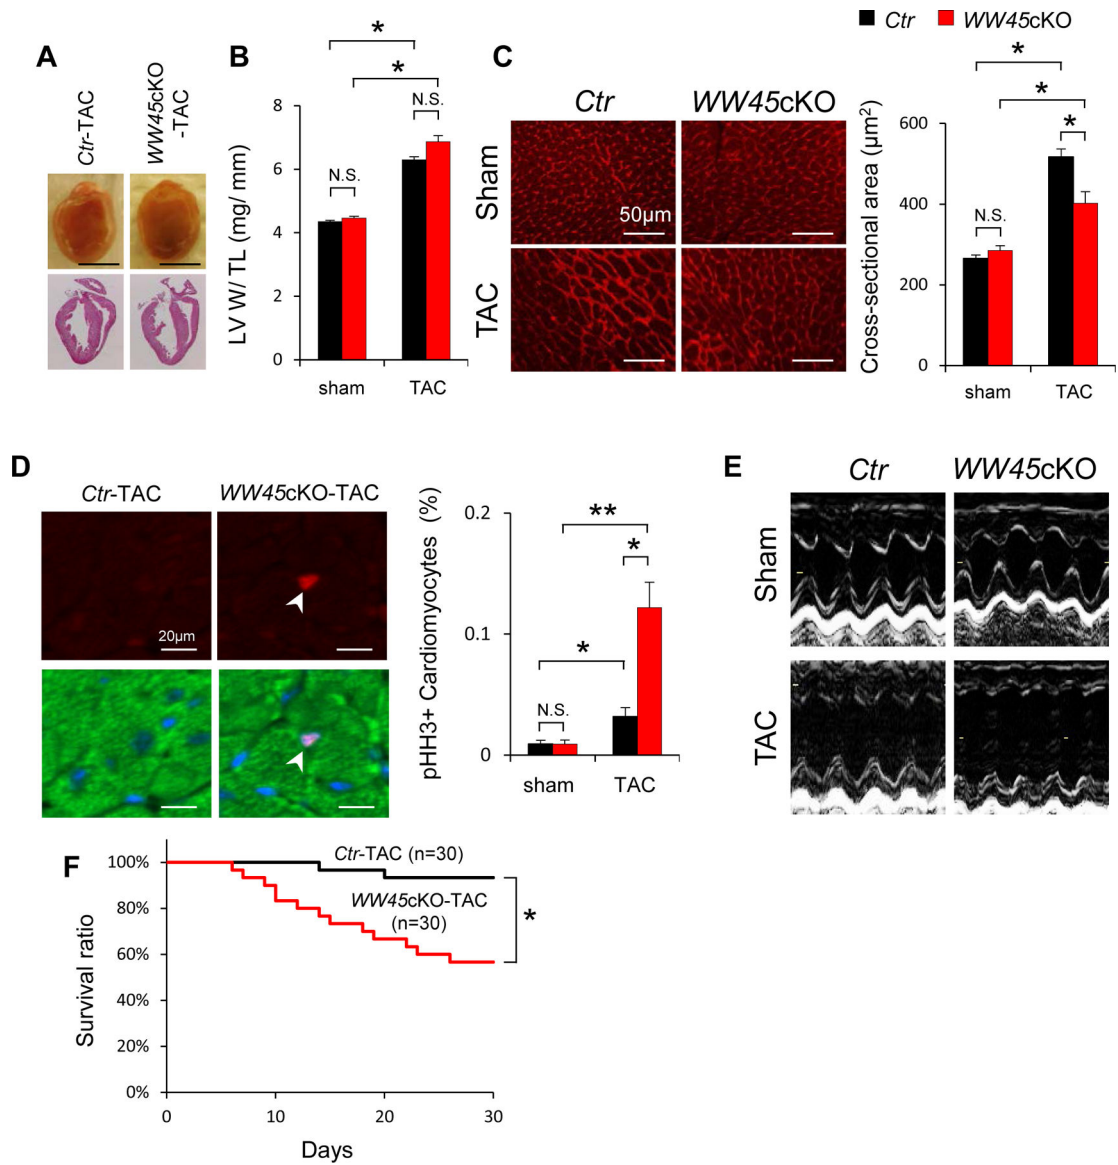 Ctr WW45cKO
A
Ctr-TAC
WW45cKO
-TAC
B
*
*
N.S.
N.S.
8
6
4
2
0
LV W/ TL (mg/ mm)
sham TAC
C
Ctr WW45cKO
Sham
50μm
TAC
*
*
*
N.S.
600
400
200
0
Cross-sectional area (μm2)
sham TAC
D
Ctr-TAC WW45cKO-TAC
20μm
**
*
*
N.S.
0.2
0.1
0
pHH3+ Cardiomyocytes (%)
sham TAC
E
Ctr WW45cKO
Sham
TAC
F
Ctr-TAC (n=30)
WW45cKO-TAC
(n=30)
*
100%
80%
60%
40%
20%
0%
Survival ratio
0 10 20 30
Days